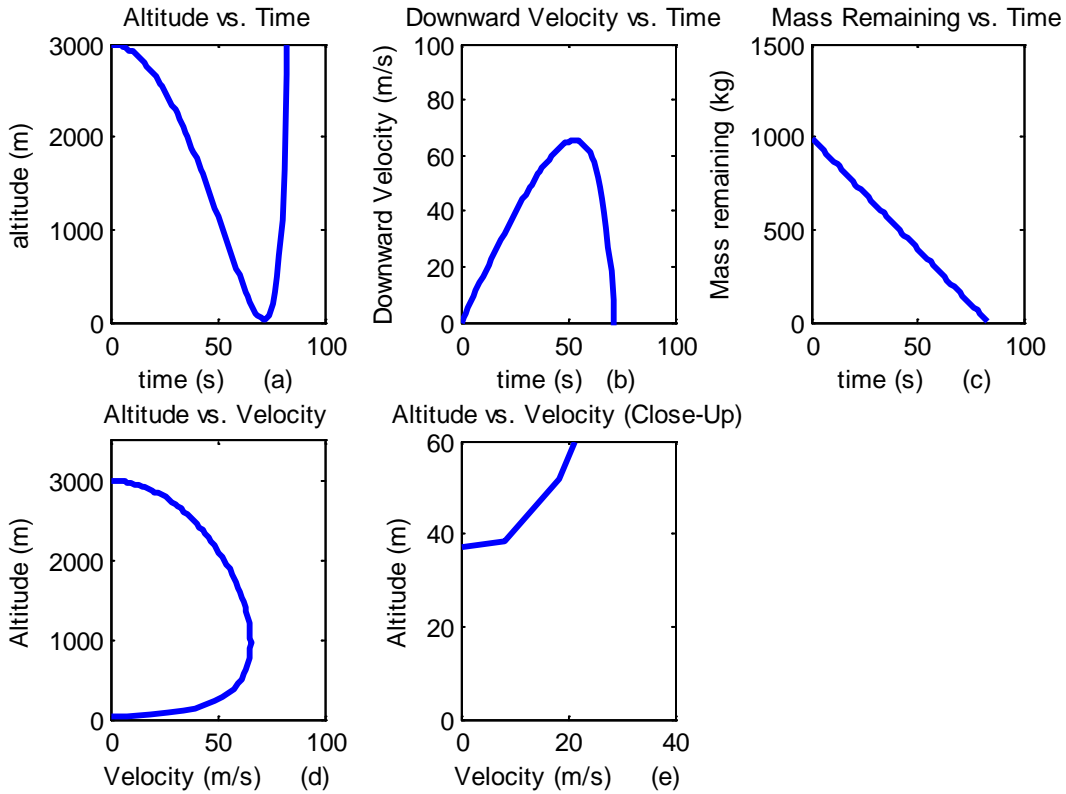 Altitude vs. Time
3000
2000
1000
0
altitude (m)
0 50 100
time (s) (a)
Downward Velocity vs. Time
100
80
60
40
20
0
Downward Velocity (m/s)
0 50 100
time (s) (b)
Mass Remaining vs. Time
1500
1000
500
0
Mass remaining (kg)
0 50 100
time (s) (c)
Altitude vs. Velocity
3000
2000
1000
0
Altitude (m)
0 50 100
Velocity (m/s) (d)
Altitude vs. Velocity (Close-Up)
60
40
20
0
Altitude (m)
0 20 40
Velocity (m/s) (e)